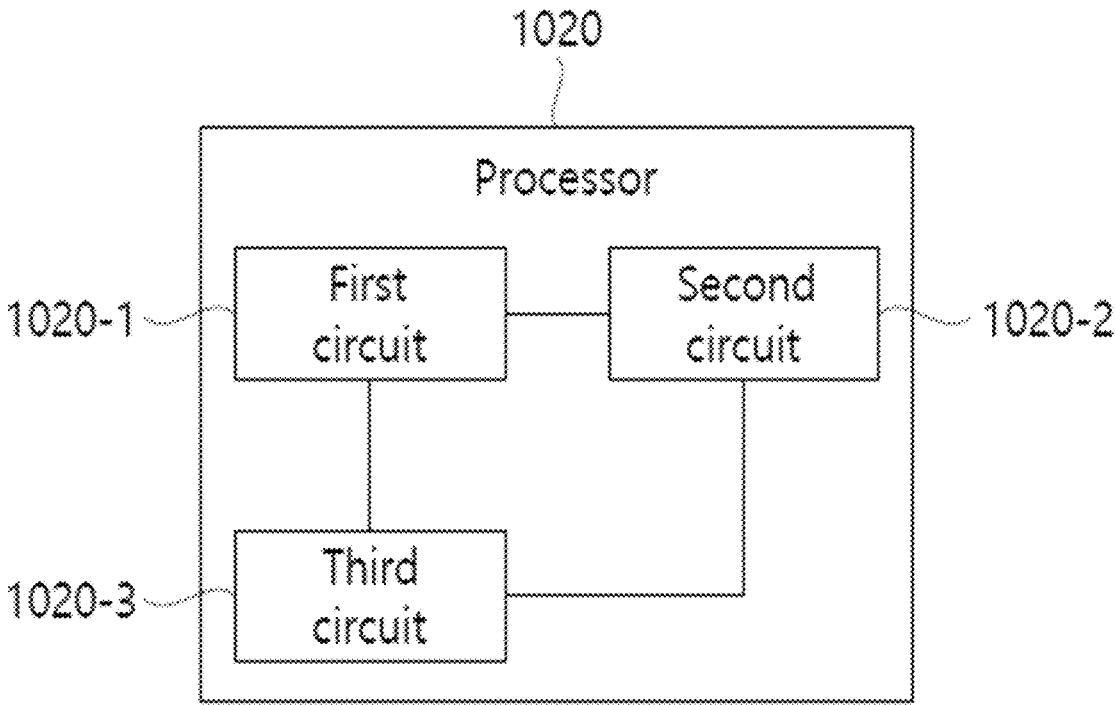 1020
Processor
First
circuit
Second
circuit
1020-1
1020-2
Third
circuit
1020-3